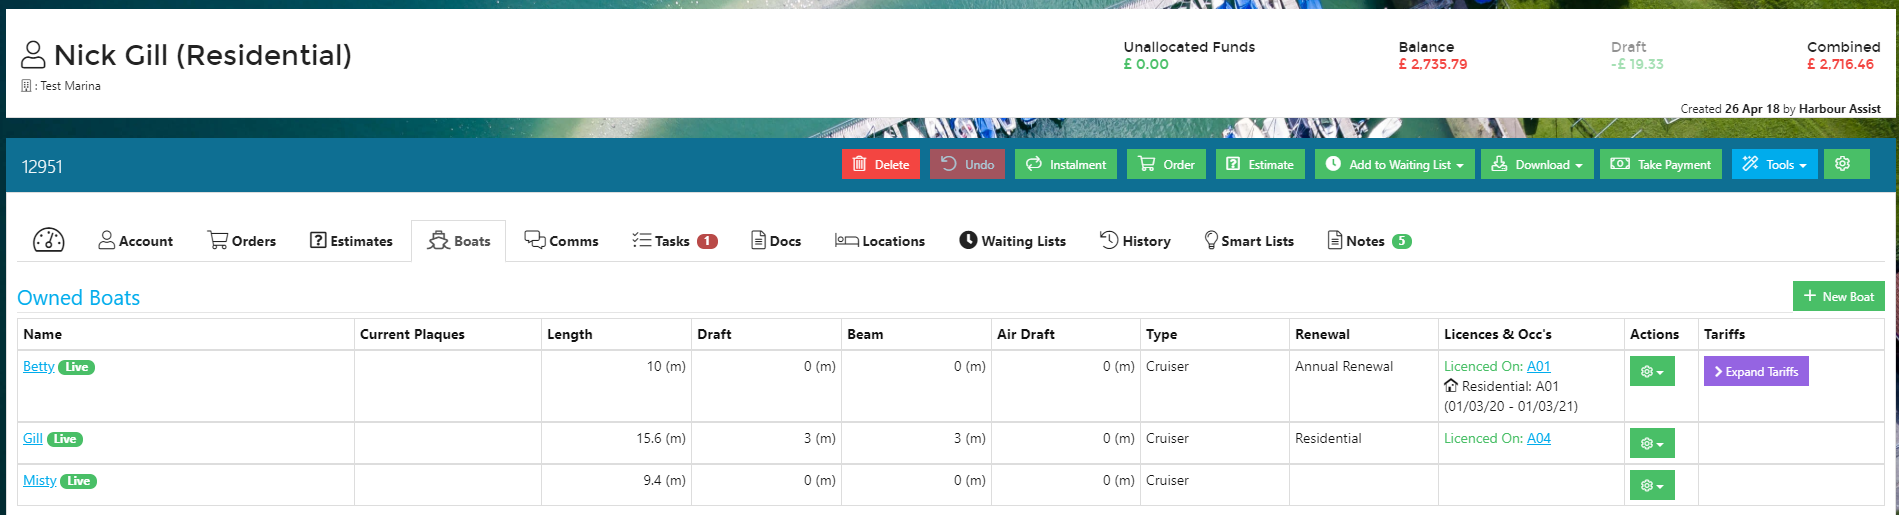 Nick Gill (Residential)
: Test Marina
Unallocated Funds
£ 0.00
Balance
£ 2,735.79
Draft
-£ 19.33
Combined
£ 2,716.46
Created 26 Apr 18 by Harbour Assist
12951
Delete
Undo
Instalment
Order
Estimate
Add to Waiting List
Download
Take Payment
Tools
Account
Orders
Estimates
Boats
Comms
Tasks 1
Docs
Locations
Waiting Lists
History
Smart Lists
Notes 5
Owned Boats
New Boat
Name Current Plaques Length Draft Beam Air Draft Type Renewal Licences & Occ's Actions Tariffs
Betty Live 10 (m) 0 (m) 0 (m) 0 (m) Cruiser Annual Renewal Licenced On: A01 Expand Tariffs
Residential: A01
(01/03/20 - 01/03/21)
Gill Live 15.6 (m) 3 (m) 3 (m) 0 (m) Cruiser Residential Licenced On: A04
Misty Live 9.4 (m) 0 (m) 0 (m) 0 (m) Cruiser